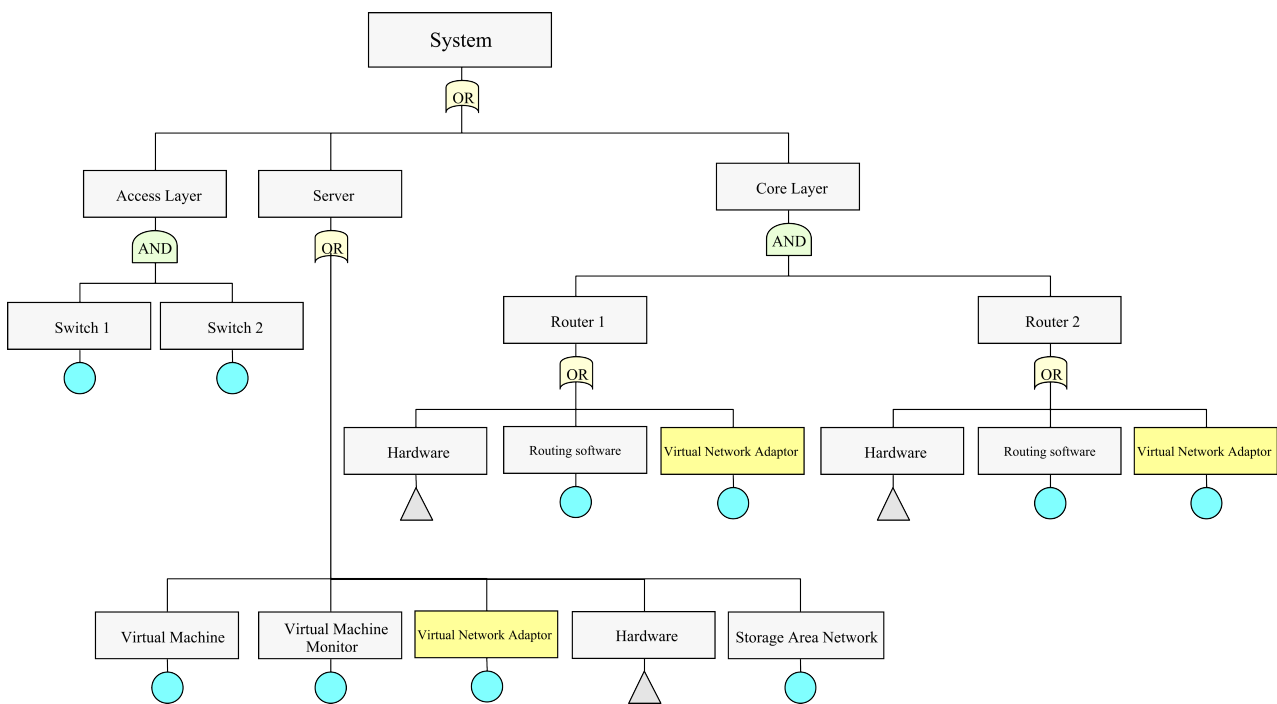 System
OR
Access Layer
Server
Core Layer
AND
OR
AND
Switch 1
Switch 2
Router 1
Router 2
OR
OR
Hardware
Routing software
Virtual Network Adaptor
Hardware
Routing software
Virtual Network Adaptor
Virtual Machine
Virtual Machine
Monitor
Virtual Network Adaptor
Hardware
Storage Area Network